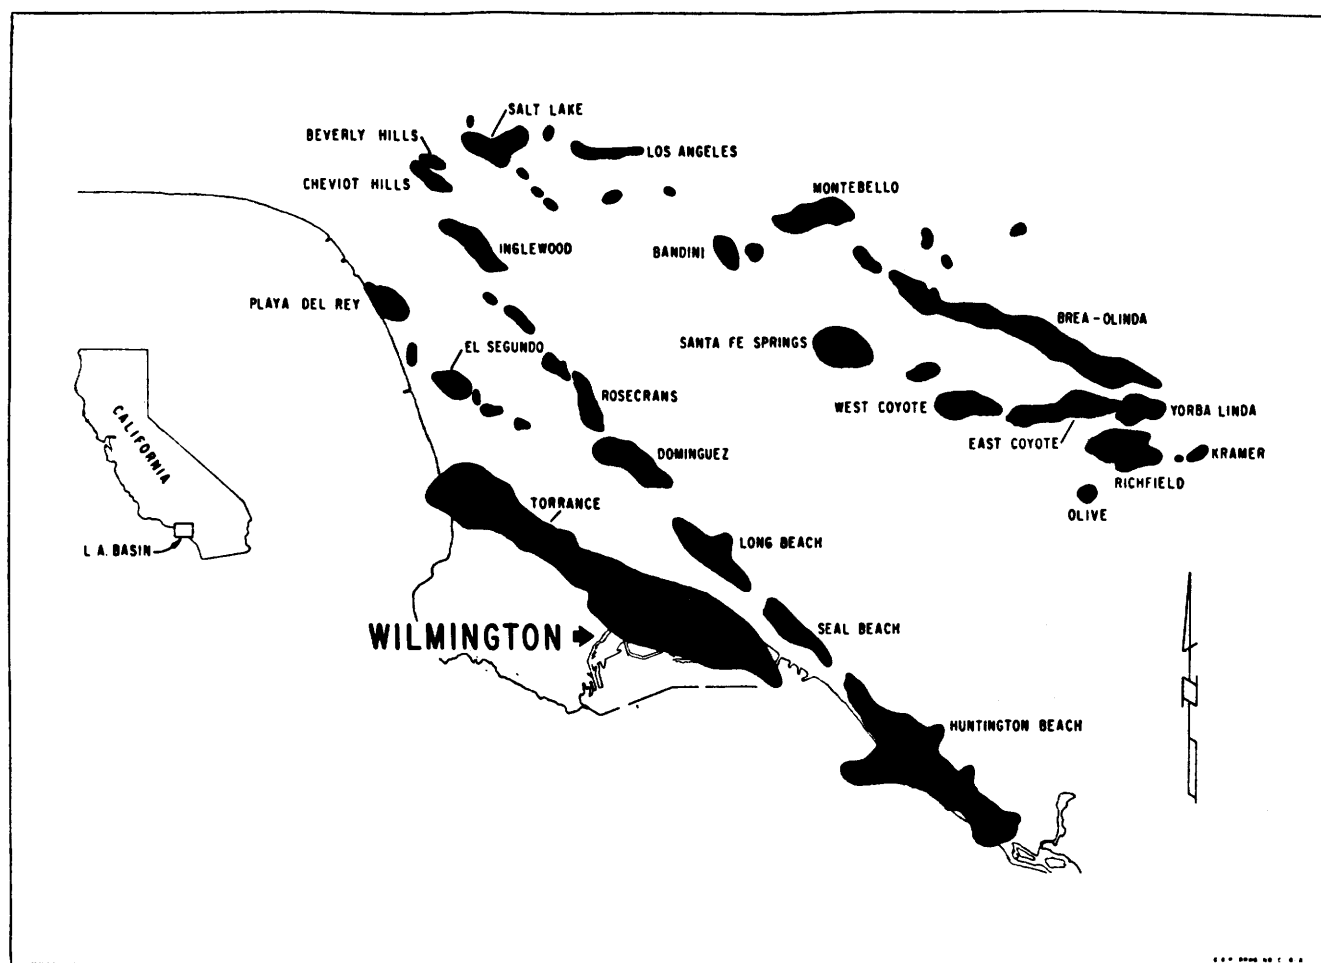 SALT LAKE
BEVERLY HILLS
LOS ANGELES
CHEVIOT HILLS
MONTEBELLO
INGLEWOOD
BANDINI
PLAYA DEL REY
BREA-OLINDA
EL SEGUNDO
SANTA FE SPRINGS
ROSECRANS
WEST COYOTE
YORBA LINDA
EAST COYOTE
CALIFORNIA
DOMINGUEZ
KRAMER
RICHFIELD
TORRANCE
OLIVE
LONG BEACH
L A. BASIN
WILMINGTON
SEAL BEACH
HUNTINGTON BEACH
N